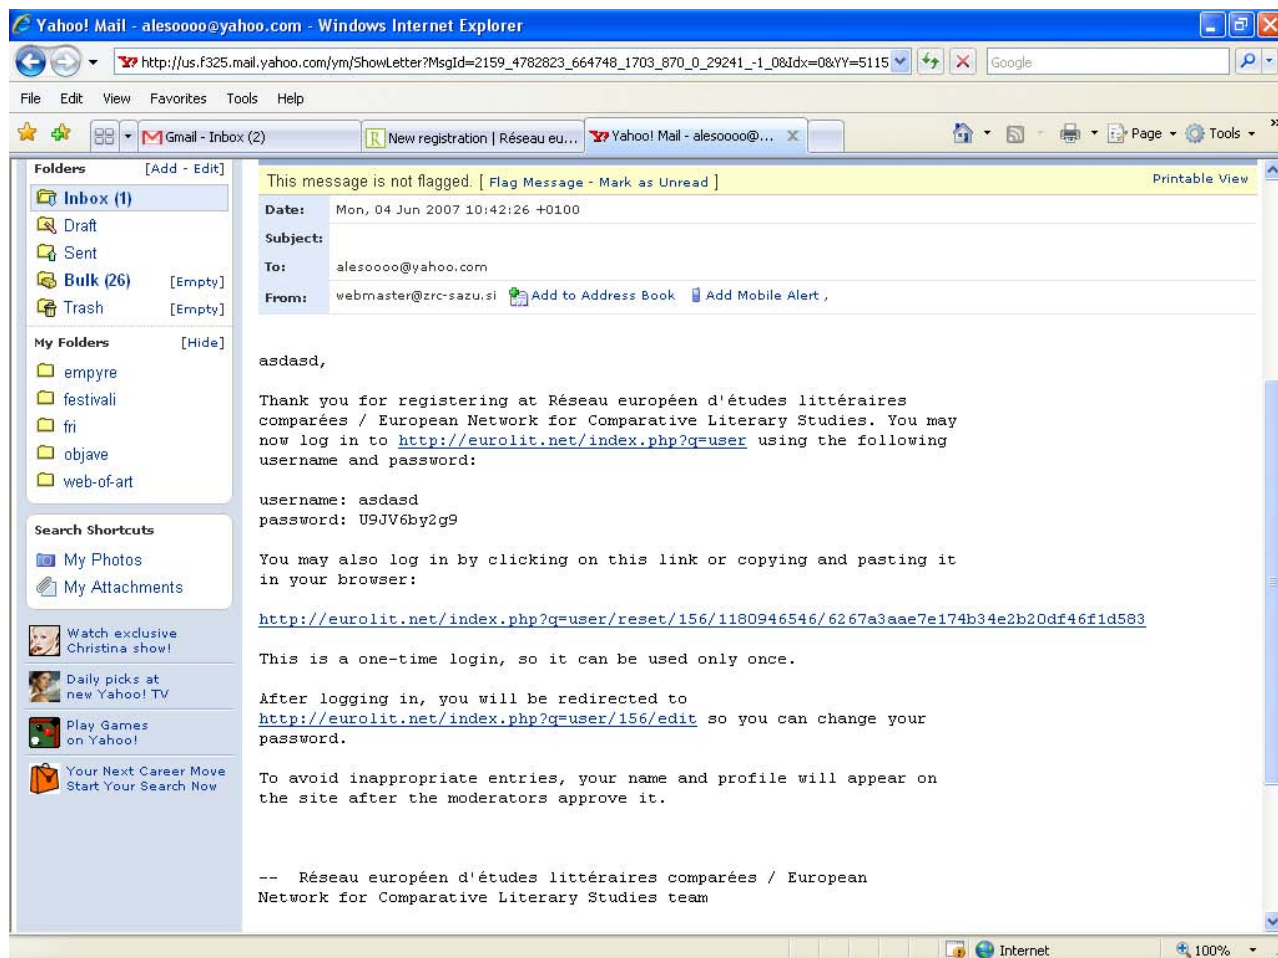 Yahoo! Mail - alesoooo@yahoo.com - Windows Internet Explorer
http://us.f325.mail.yahoo.com/ym/ShowLetter?MsgId=2159_4782823_664748_1703_870_0_29241_-1_0&Idx=0&YY=5115
Google
File Edit View Favorites Tools Help
Gmail - Inbox (2)
New registration | Réseau eu...
Yahoo! Mail - alesoooo@...
Page Tools »
Folders [Add - Edit]
Inbox (1)
Draft
Sent
Bulk (26) [Empty]
Trash [Empty]
My Folders [Hide]
empyre
festivali
fri
objave
web-of-art
Search Shortcuts
My Photos
My Attachments
Watch exclusive
Christina show!
Daily picks at
new Yahoo! TV
Play Games
on Yahoo!
Your Next Career Move
Start Your Search Now
This message is not flagged. [ Flag Message - Mark as Unread ] Printable View
Date: Mon, 04 Jun 2007 10:42:26 +0100
Subject:
To: alesoooo@yahoo.com
From: webmaster@zrc-sazu.si Add to Address Book Add Mobile Alert ,
asdasd,
Thank you for registering at Réseau européen d'études littéraires
comparées / European Network for Comparative Literary Studies. You may
now log in to http://eurolit.net/index.php?q=user using the following
username and password:
username: asdasd
password: U9JV6by2g9
You may also log in by clicking on this link or copying and pasting it
in your browser:
http://eurolit.net/index.php?q=user/reset/156/1180946546/6267a3aae7e174b34e2b20df46f1d583
This is a one-time login, so it can be used only once.
After logging in, you will be redirected to
http://eurolit.net/index.php?q=user/156/edit so you can change your
password.
To avoid inappropriate entries, your name and profile will appear on
the site after the moderators approve it.
-- Réseau européen d'études littéraires comparées / European
Network for Comparative Literary Studies team
Internet 100%